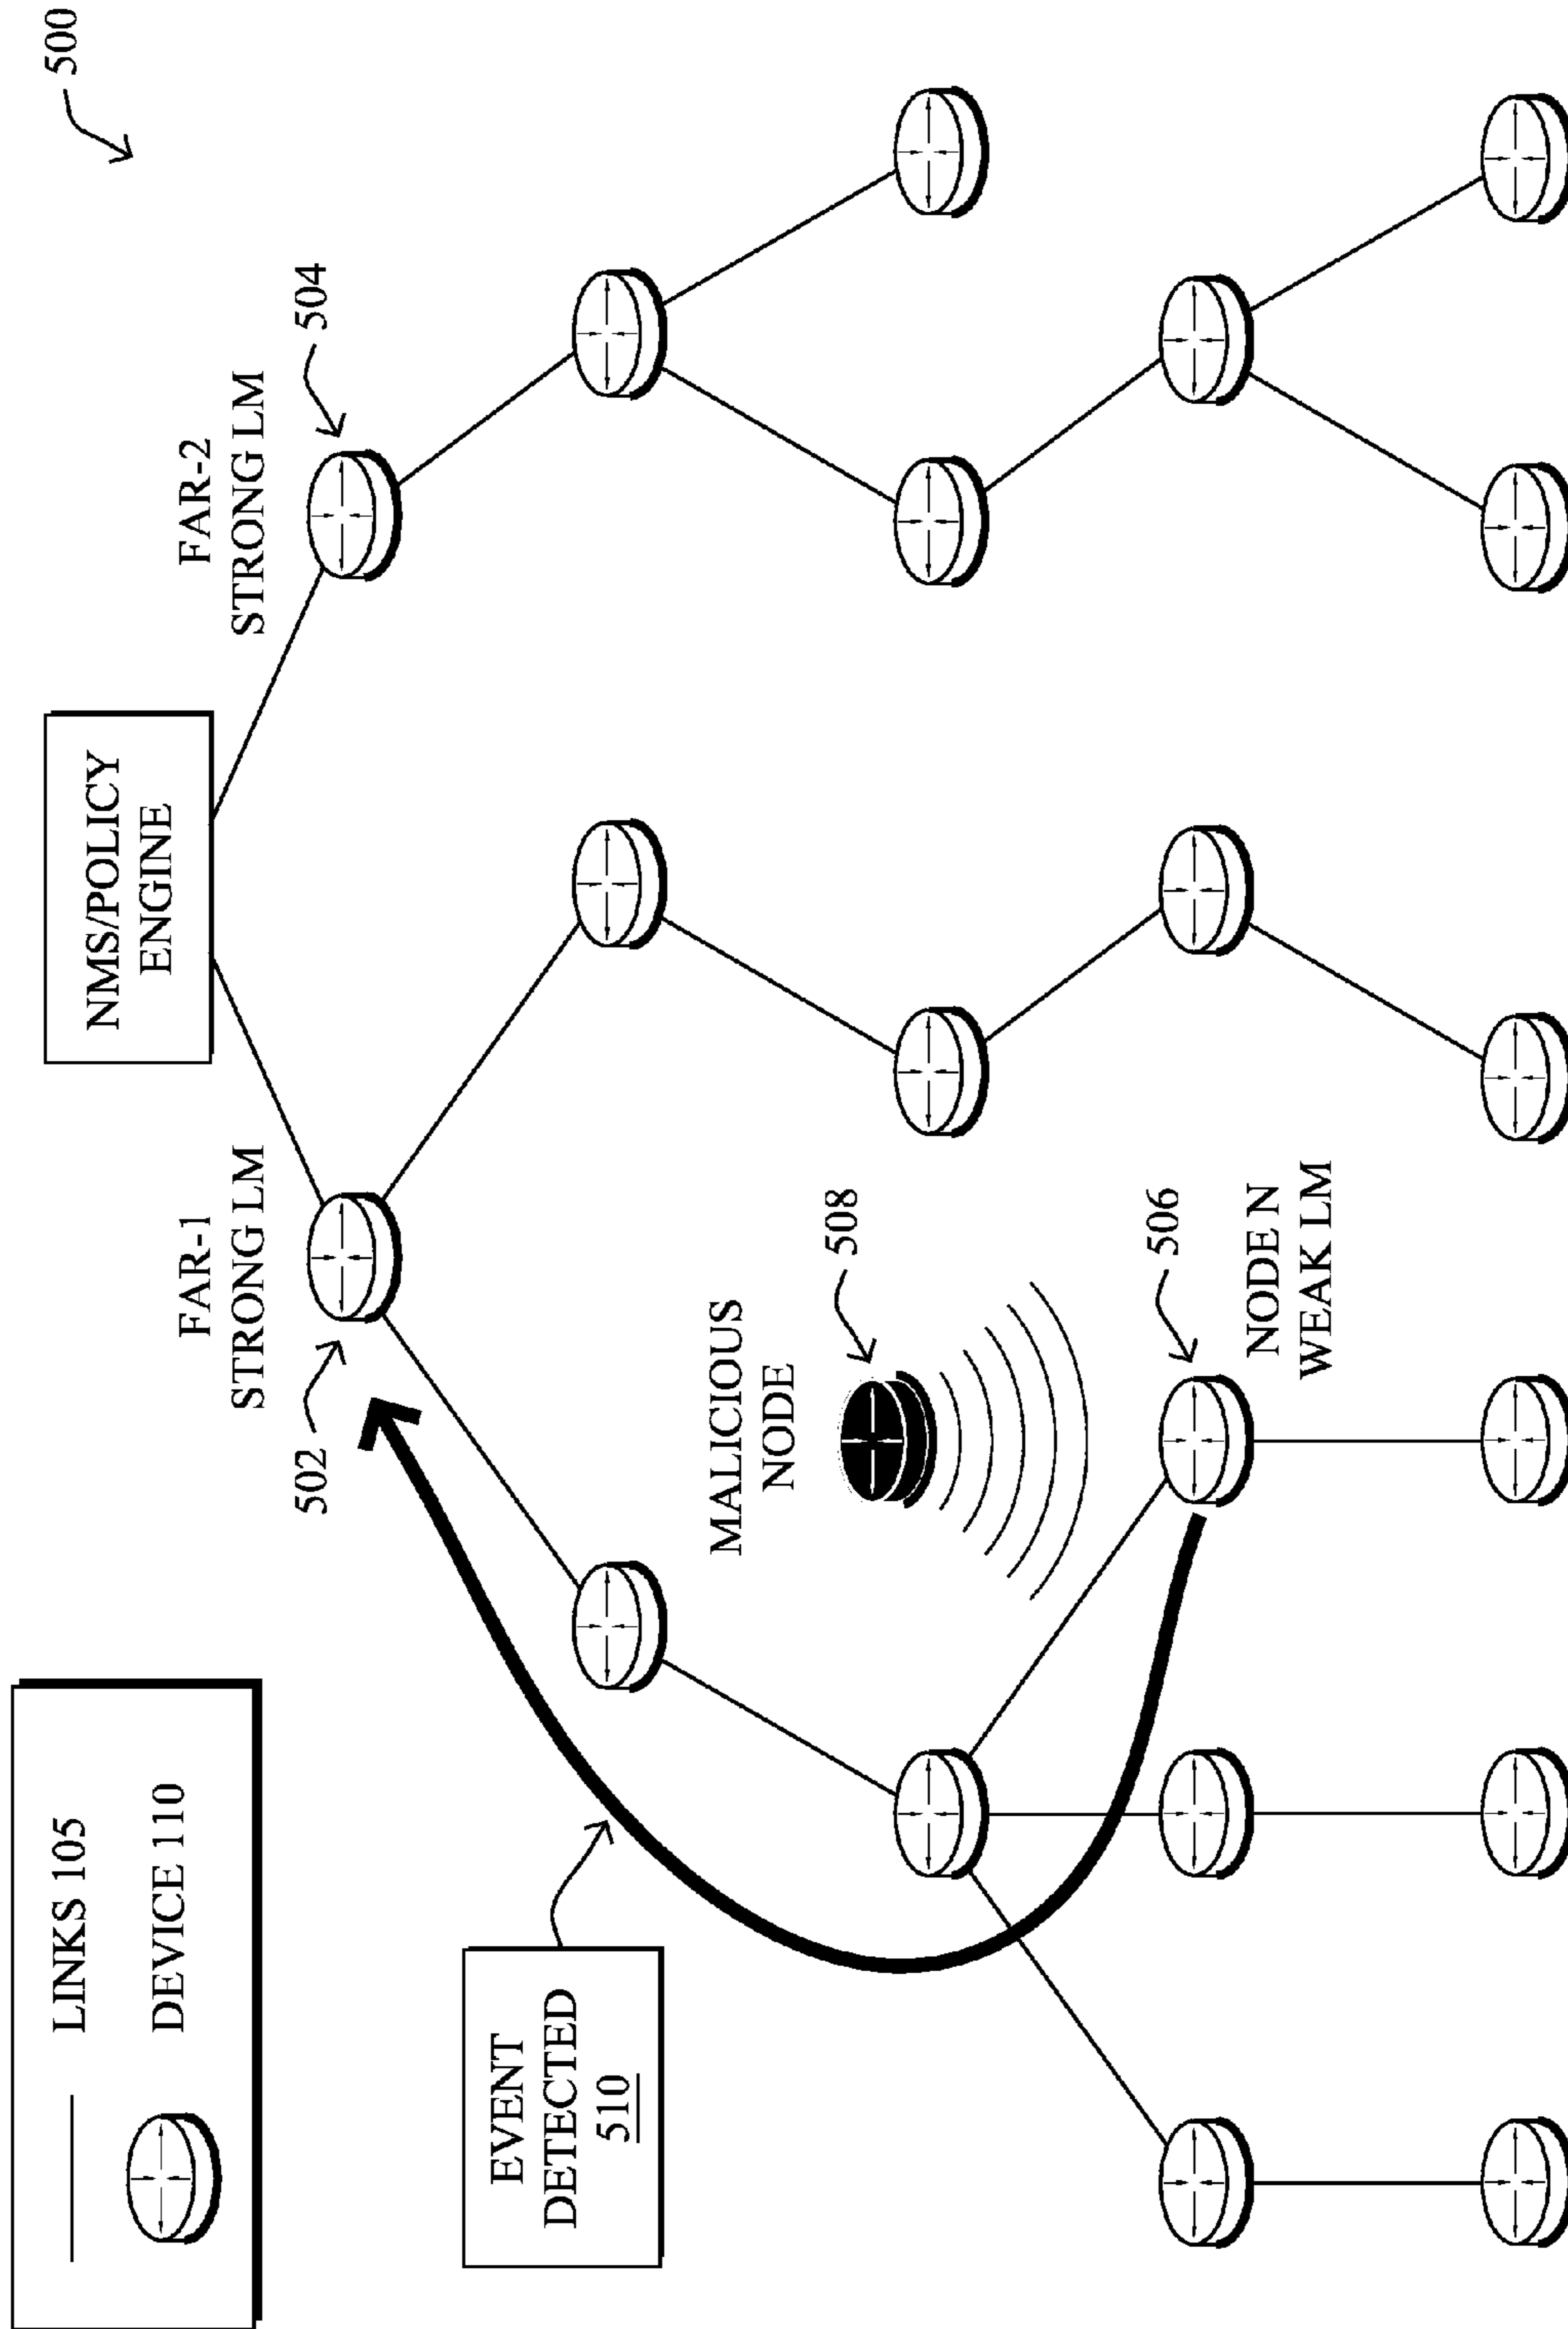 500
LINKS 105
DEVICE 110
NMS/POLICY
ENGINE
FAR-1
STRONG LM
502
FAR-2
STRONG LM
504
EVENT
DETECTED
510
MALICIOUS
NODE
508
506
NODE N
WEAK LM